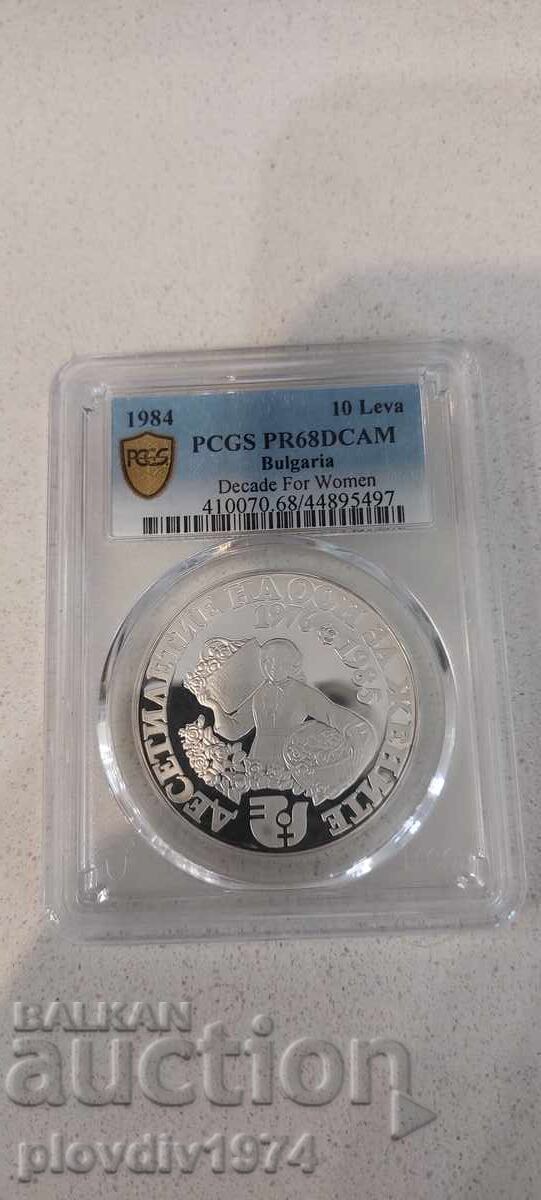 1984
10 Leva
PCGS PR68DCAM
Bulgaria
Decade For Women
410070.68/44895497
PCGS
ДЕСЕТИЛЕТИЕ НА ООН ЗА ЖЕНИТЕ
1976 1985
BALKAN
auction
plovdiv1974